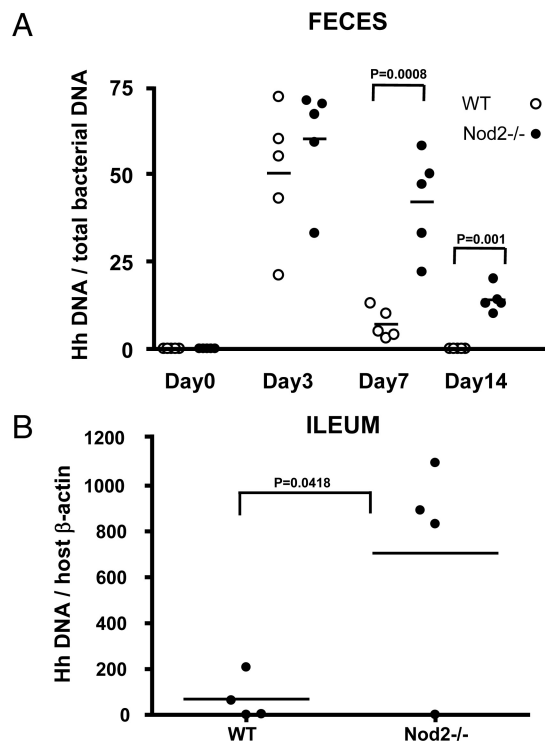 A
FECES
Hh DNA / total bacterial DNA
75
50
25
0
P=0.0008
WT
Nod2-/-
P=0.001
Day0 Day3 Day7 Day14
B
ILEUM
Hh DNA / host β-actin
1200
1000
800
600
400
200
0
P=0.0418
WT Nod2-/-